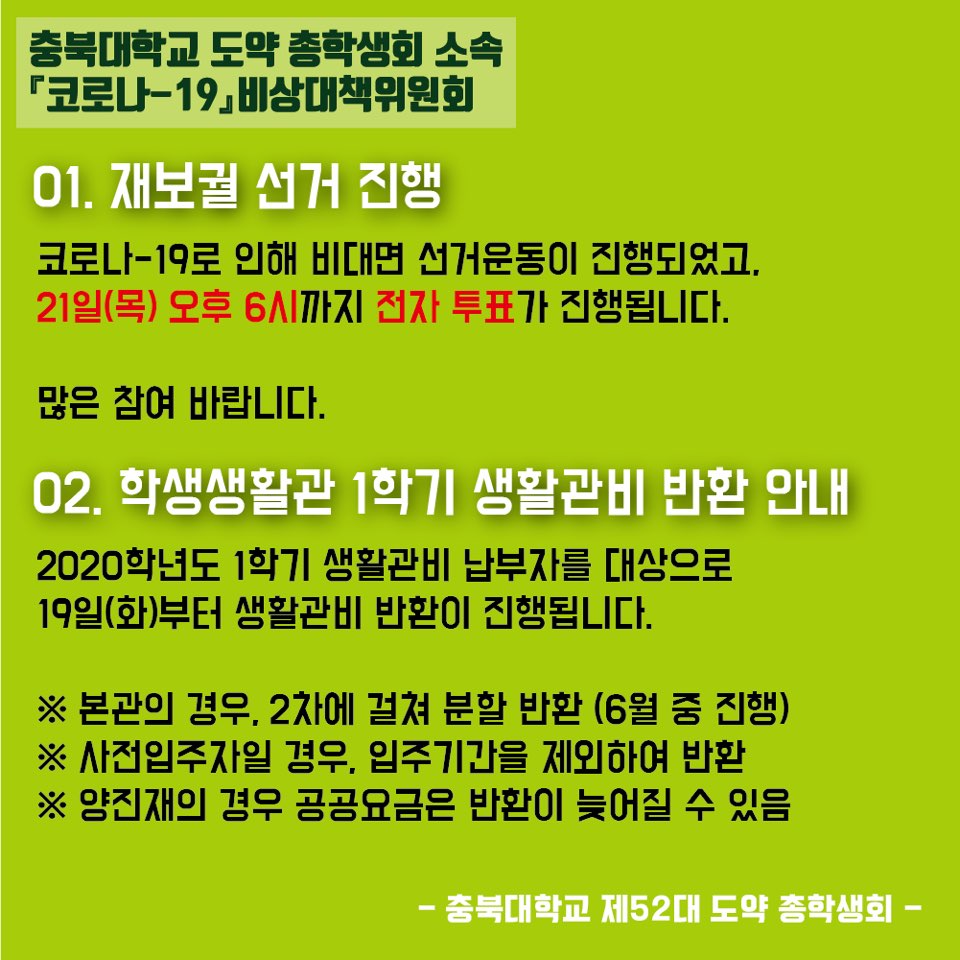 충북대학교 도약 총학생회 소속
『코로나-19』비상대책위원회
01. 재보궐 선거 진행
코로나-19로 인해 비대면 선거운동이 진행되었고,
21일(목) 오후 6시까지 전자 투표가 진행됩니다.
많은 참여 바랍니다.
02. 학생생활관 1학기 생활관비 반환 안내
2020학년도 1학기 생활관비 납부자를 대상으로
19일(화)부터 생활관비 반환이 진행됩니다.
※ 본관의 경우, 2차에 걸쳐 분할 반환 (6월 중 진행)
※ 사전입주자일 경우, 입주기간을 제외하여 반환
※ 양진재의 경우 공공요금은 반환이 늦어질 수 있음
- 충북대학교 제52대 도약 총학생회 -